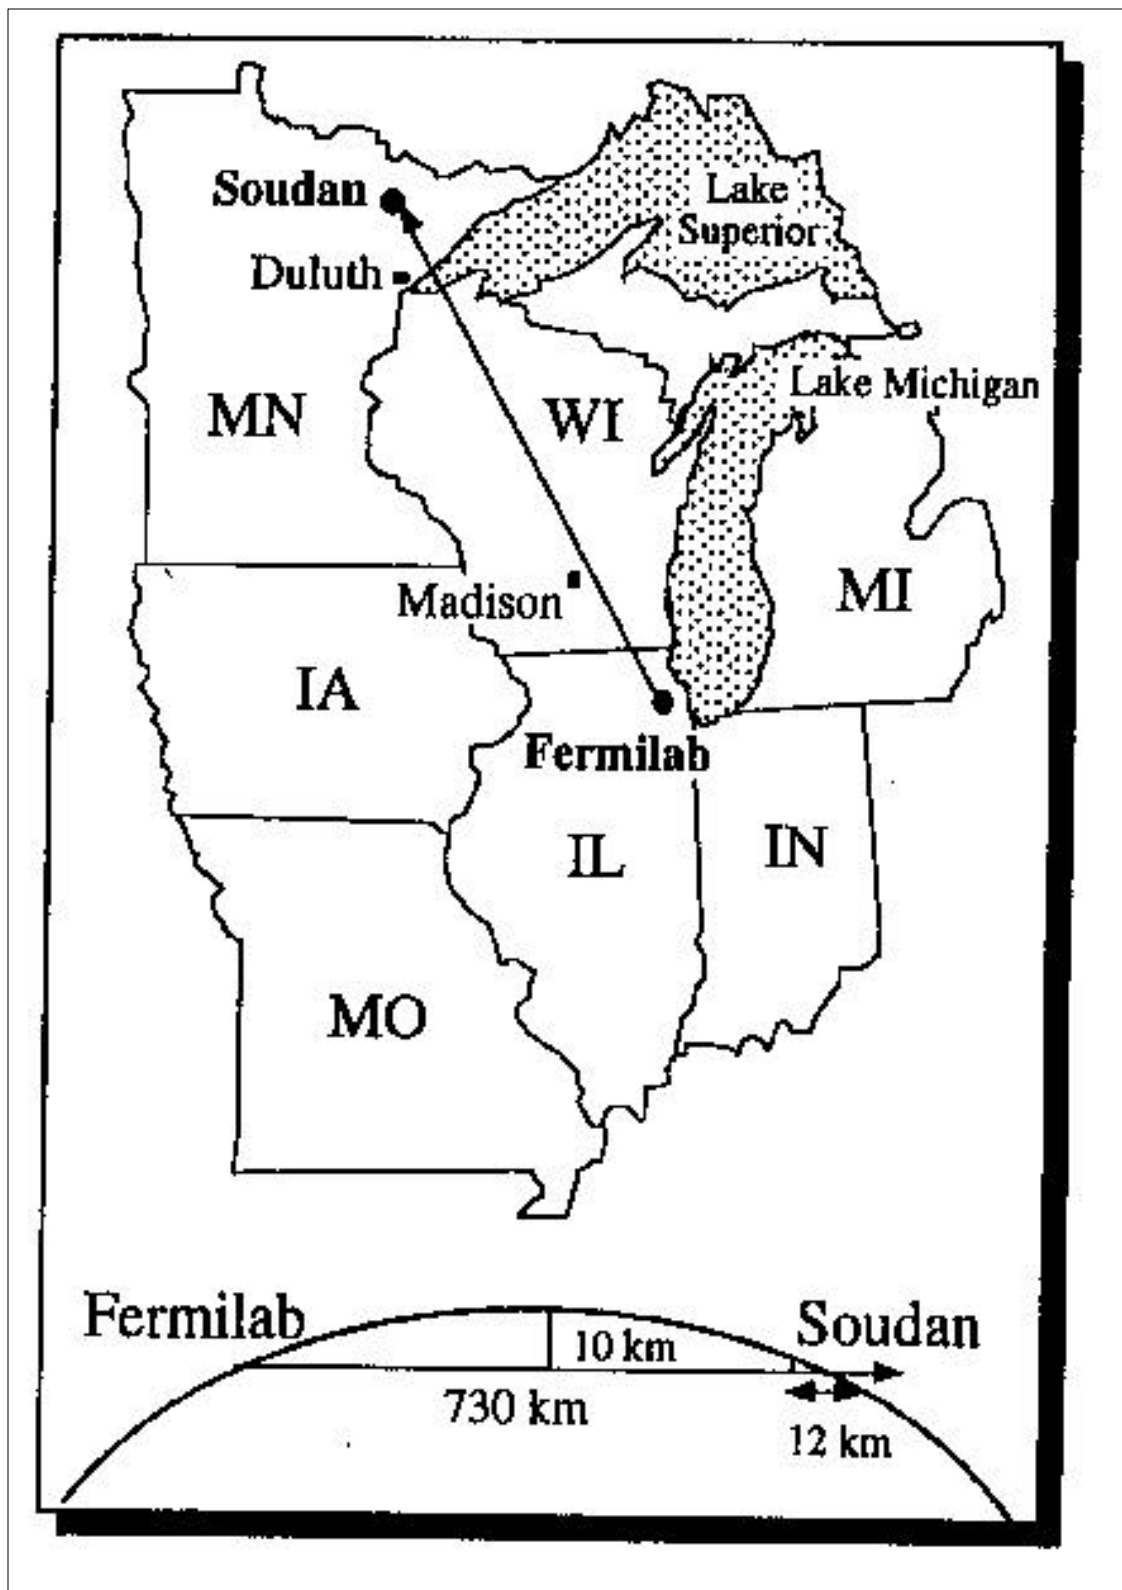 Lake
Superior
Soudan
Duluth
Lake Michigan
MN
WI
Madison
MI
IA
Fermilab
IL
IN
MO
Fermilab
Soudan
10 km
730 km
12 km